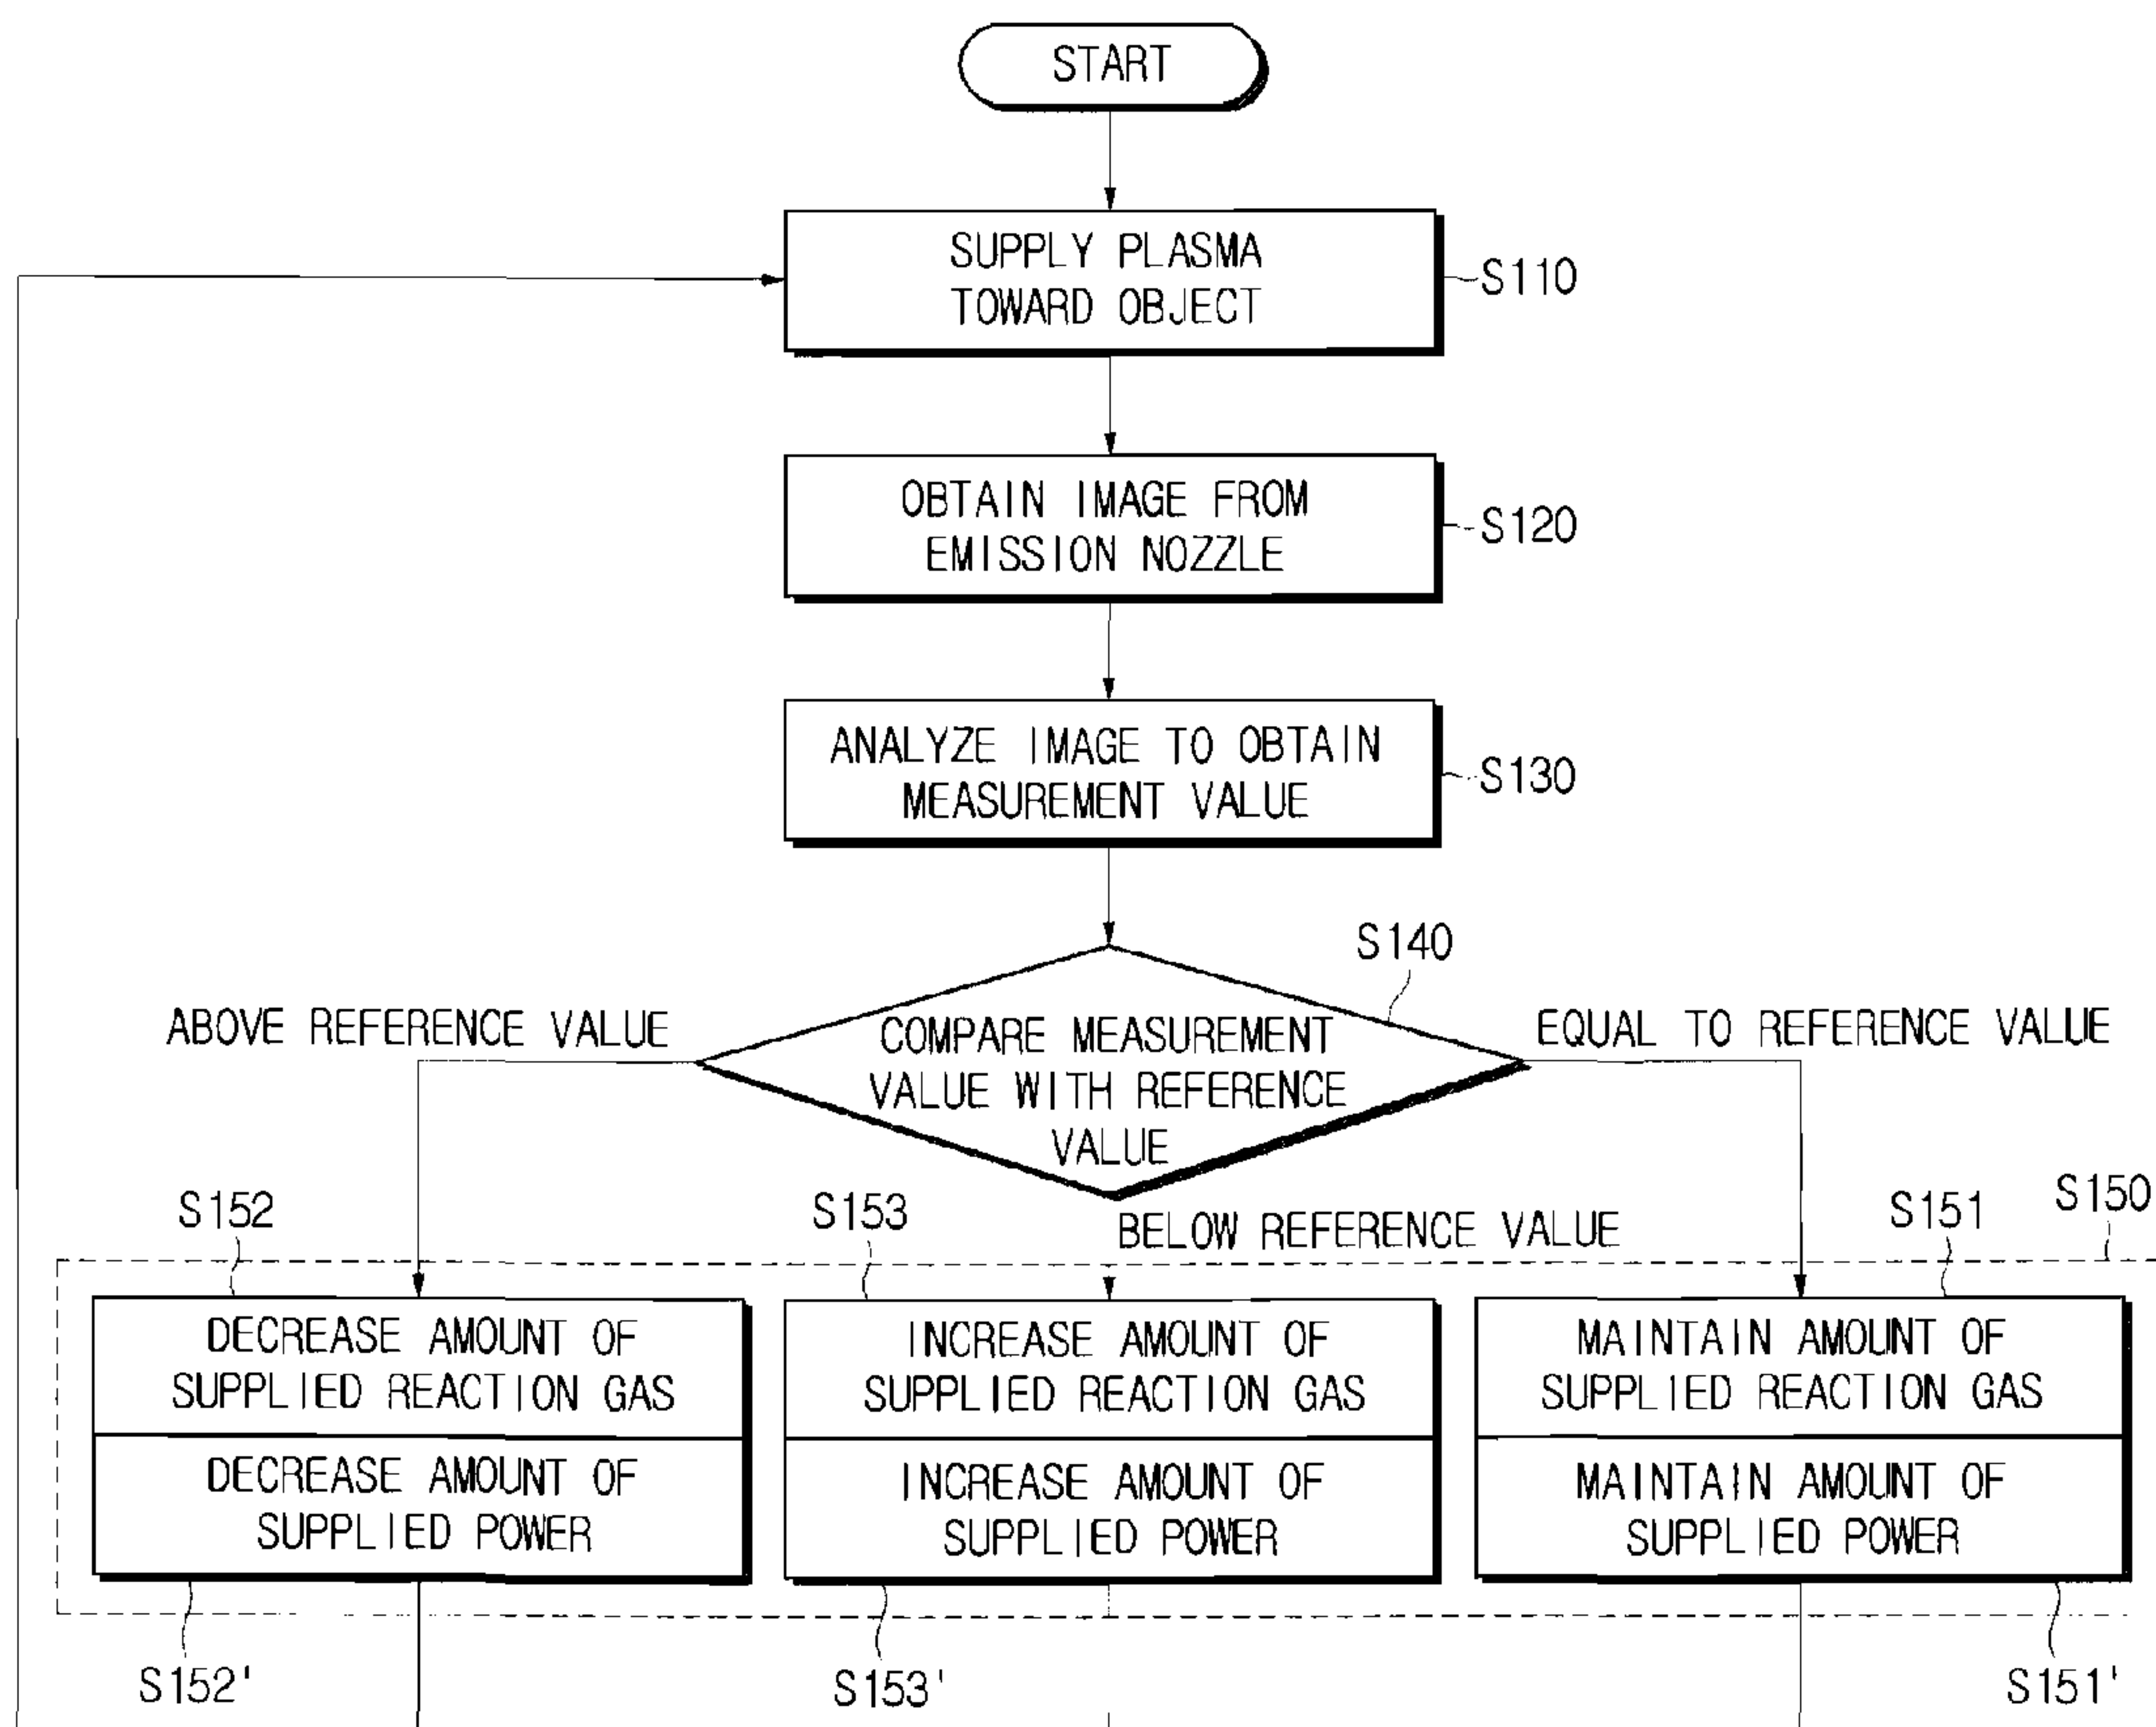 START
SUPPLY PLASMA
TOWARD OBJECT
S110
OBTAIN IMAGE FROM
EMISSION NOZZLE
S120
ANALYZE IMAGE TO OBTAIN
MEASUREMENT VALUE
S130
S140
ABOVE REFERENCE VALUE
COMPARE MEASUREMENT
VALUE WITH REFERENCE
VALUE
EQUAL TO REFERENCE VALUE
BELOW REFERENCE VALUE
S150
S152
DECREASE AMOUNT OF
SUPPLIED REACTION GAS
DECREASE AMOUNT OF
SUPPLIED POWER
S152'
S153
INCREASE AMOUNT OF
SUPPLIED REACTION GAS
INCREASE AMOUNT OF
SUPPLIED POWER
S153'
S151
MAINTAIN AMOUNT OF
SUPPLIED REACTION GAS
MAINTAIN AMOUNT OF
SUPPLIED POWER
S151'